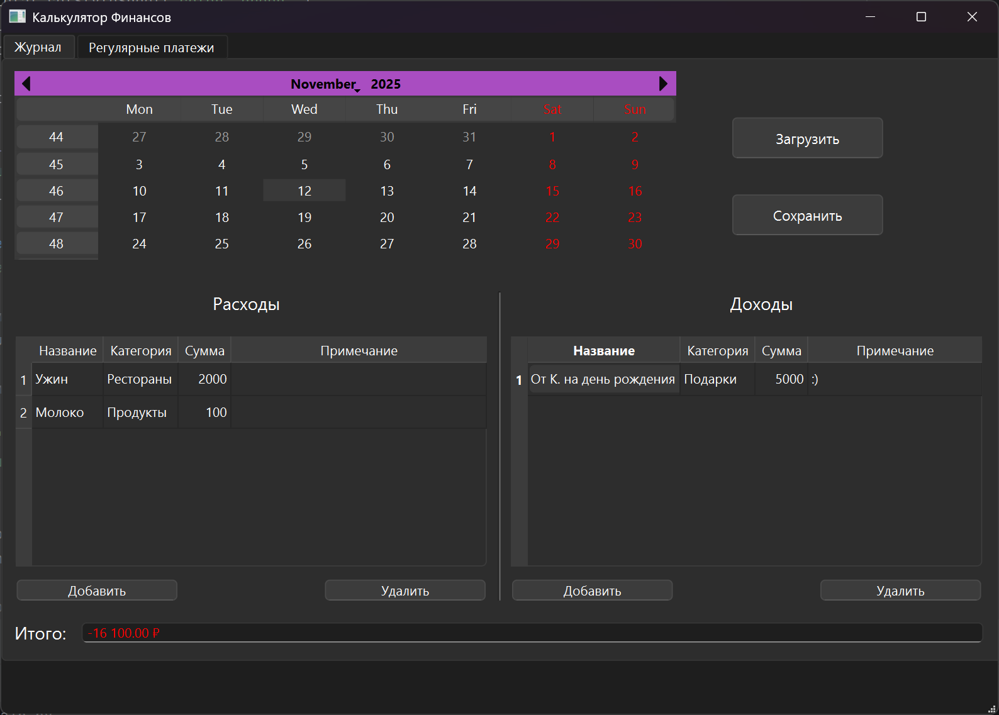 Калькулятор Финансов
Журнал Регулярные платежи
November 2025
Mon Tue Wed Thu Fri Sat Sun
44 27 28 29 30 31 1 2
45 3 4 5 6 7 8 9
46 10 11 12 13 14 15 16
47 17 18 19 20 21 22 23
48 24 25 26 27 28 29 30
Загрузить
Сохранить
Расходы
Название Категория Сумма Примечание
1 Ужин Рестораны 2000
2 Молоко Продукты 100
Добавить Удалить
Доходы
Название Категория Сумма Примечание
1 От К. на день рождения Подарки 5000 :)
Добавить Удалить
Итого: -16 100.00 ₽